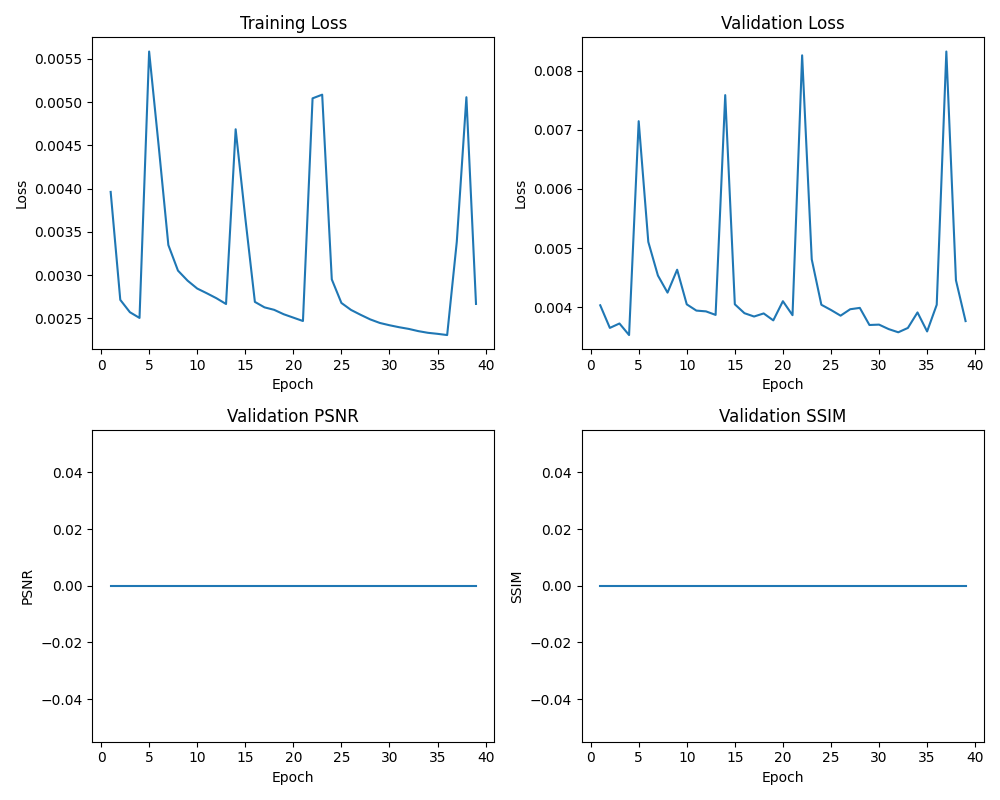 Training Loss
Loss
0.0055
0.0050
0.0045
0.0040
0.0035
0.0030
0.0025
0 5 10 15 20 25 30 35 40
Epoch
Validation Loss
Loss
0.008
0.007
0.006
0.005
0.004
0 5 10 15 20 25 30 35 40
Epoch
Validation PSNR
PSNR
0.04
0.02
0.00
−0.02
−0.04
0 5 10 15 20 25 30 35 40
Epoch
Validation SSIM
SSIM
0.04
0.02
0.00
−0.02
−0.04
0 5 10 15 20 25 30 35 40
Epoch